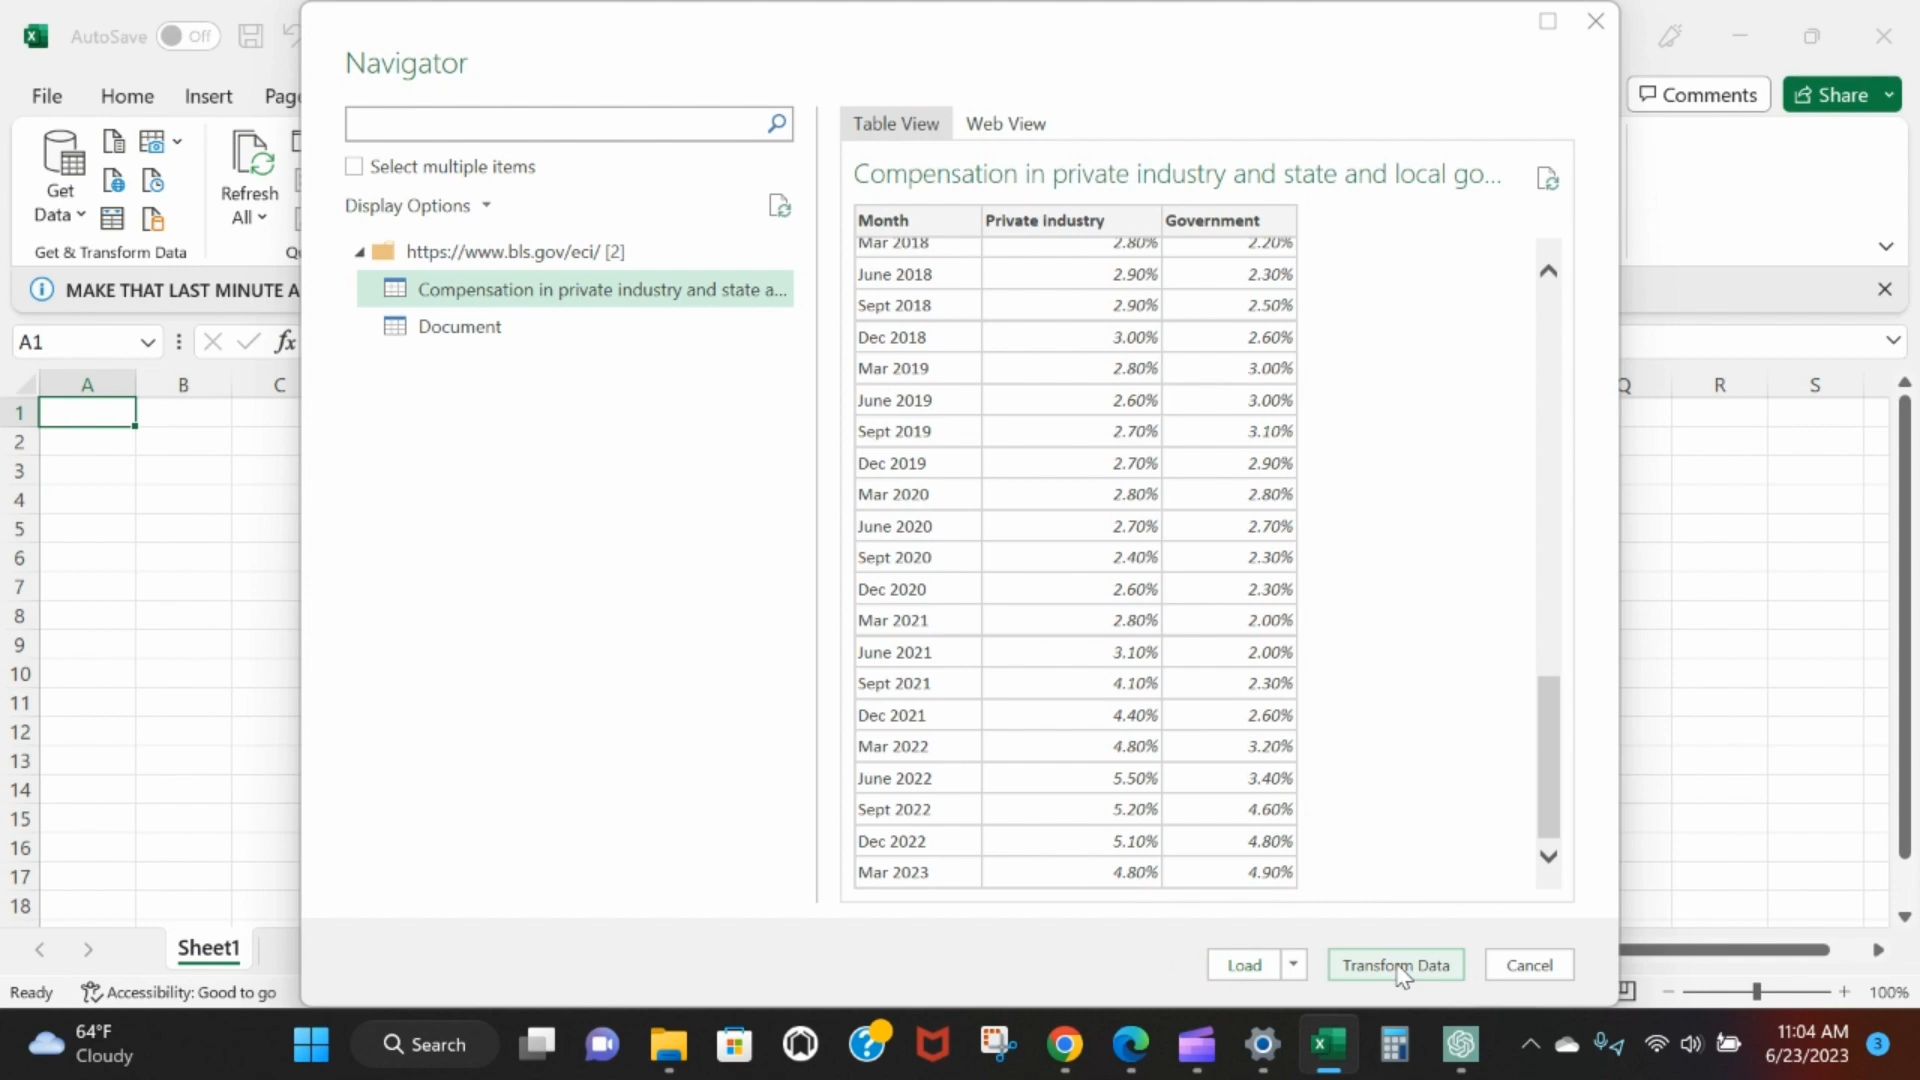 AutoSave Off
File Home Insert Pag
Comments Share
Get Data
Refresh All
Get & Transform Data
Q
MAKE THAT LAST MINUTE A
A1
fx
A B C Q R S
1
2
3
4
5
6
7
8
9
10
11
12
13
14
15
16
17
18
Sheet1
Ready Accessibility: Good to go 100%
Navigator
Select multiple items
Display Options
https://www.bls.gov/eci/ [2]
Compensation in private industry and state a...
Document
Table View Web View
Compensation in private industry and state and local go...
Month Private industry Government
Mar 2018 2.80% 2.20%
June 2018 2.90% 2.30%
Sept 2018 2.90% 2.50%
Dec 2018 3.00% 2.60%
Mar 2019 2.80% 3.00%
June 2019 2.60% 3.00%
Sept 2019 2.70% 3.10%
Dec 2019 2.70% 2.90%
Mar 2020 2.80% 2.80%
June 2020 2.70% 2.70%
Sept 2020 2.40% 2.30%
Dec 2020 2.60% 2.30%
Mar 2021 2.80% 2.00%
June 2021 3.10% 2.00%
Sept 2021 4.10% 2.30%
Dec 2021 4.40% 2.60%
Mar 2022 4.80% 3.20%
June 2022 5.50% 3.40%
Sept 2022 5.20% 4.60%
Dec 2022 5.10% 4.80%
Mar 2023 4.80% 4.90%
Load Transform Data Cancel
64°F
Cloudy
Search
11:04 AM
6/23/2023
3